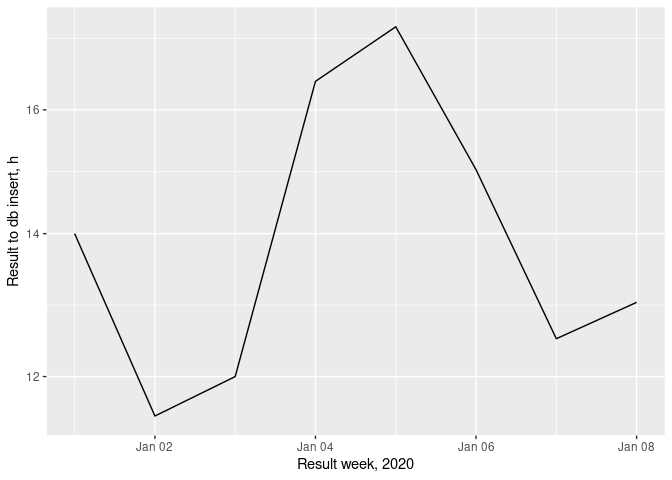 16
14
12
Result to db insert, h
Jan 02 Jan 04 Jan 06 Jan 08
Result week, 2020